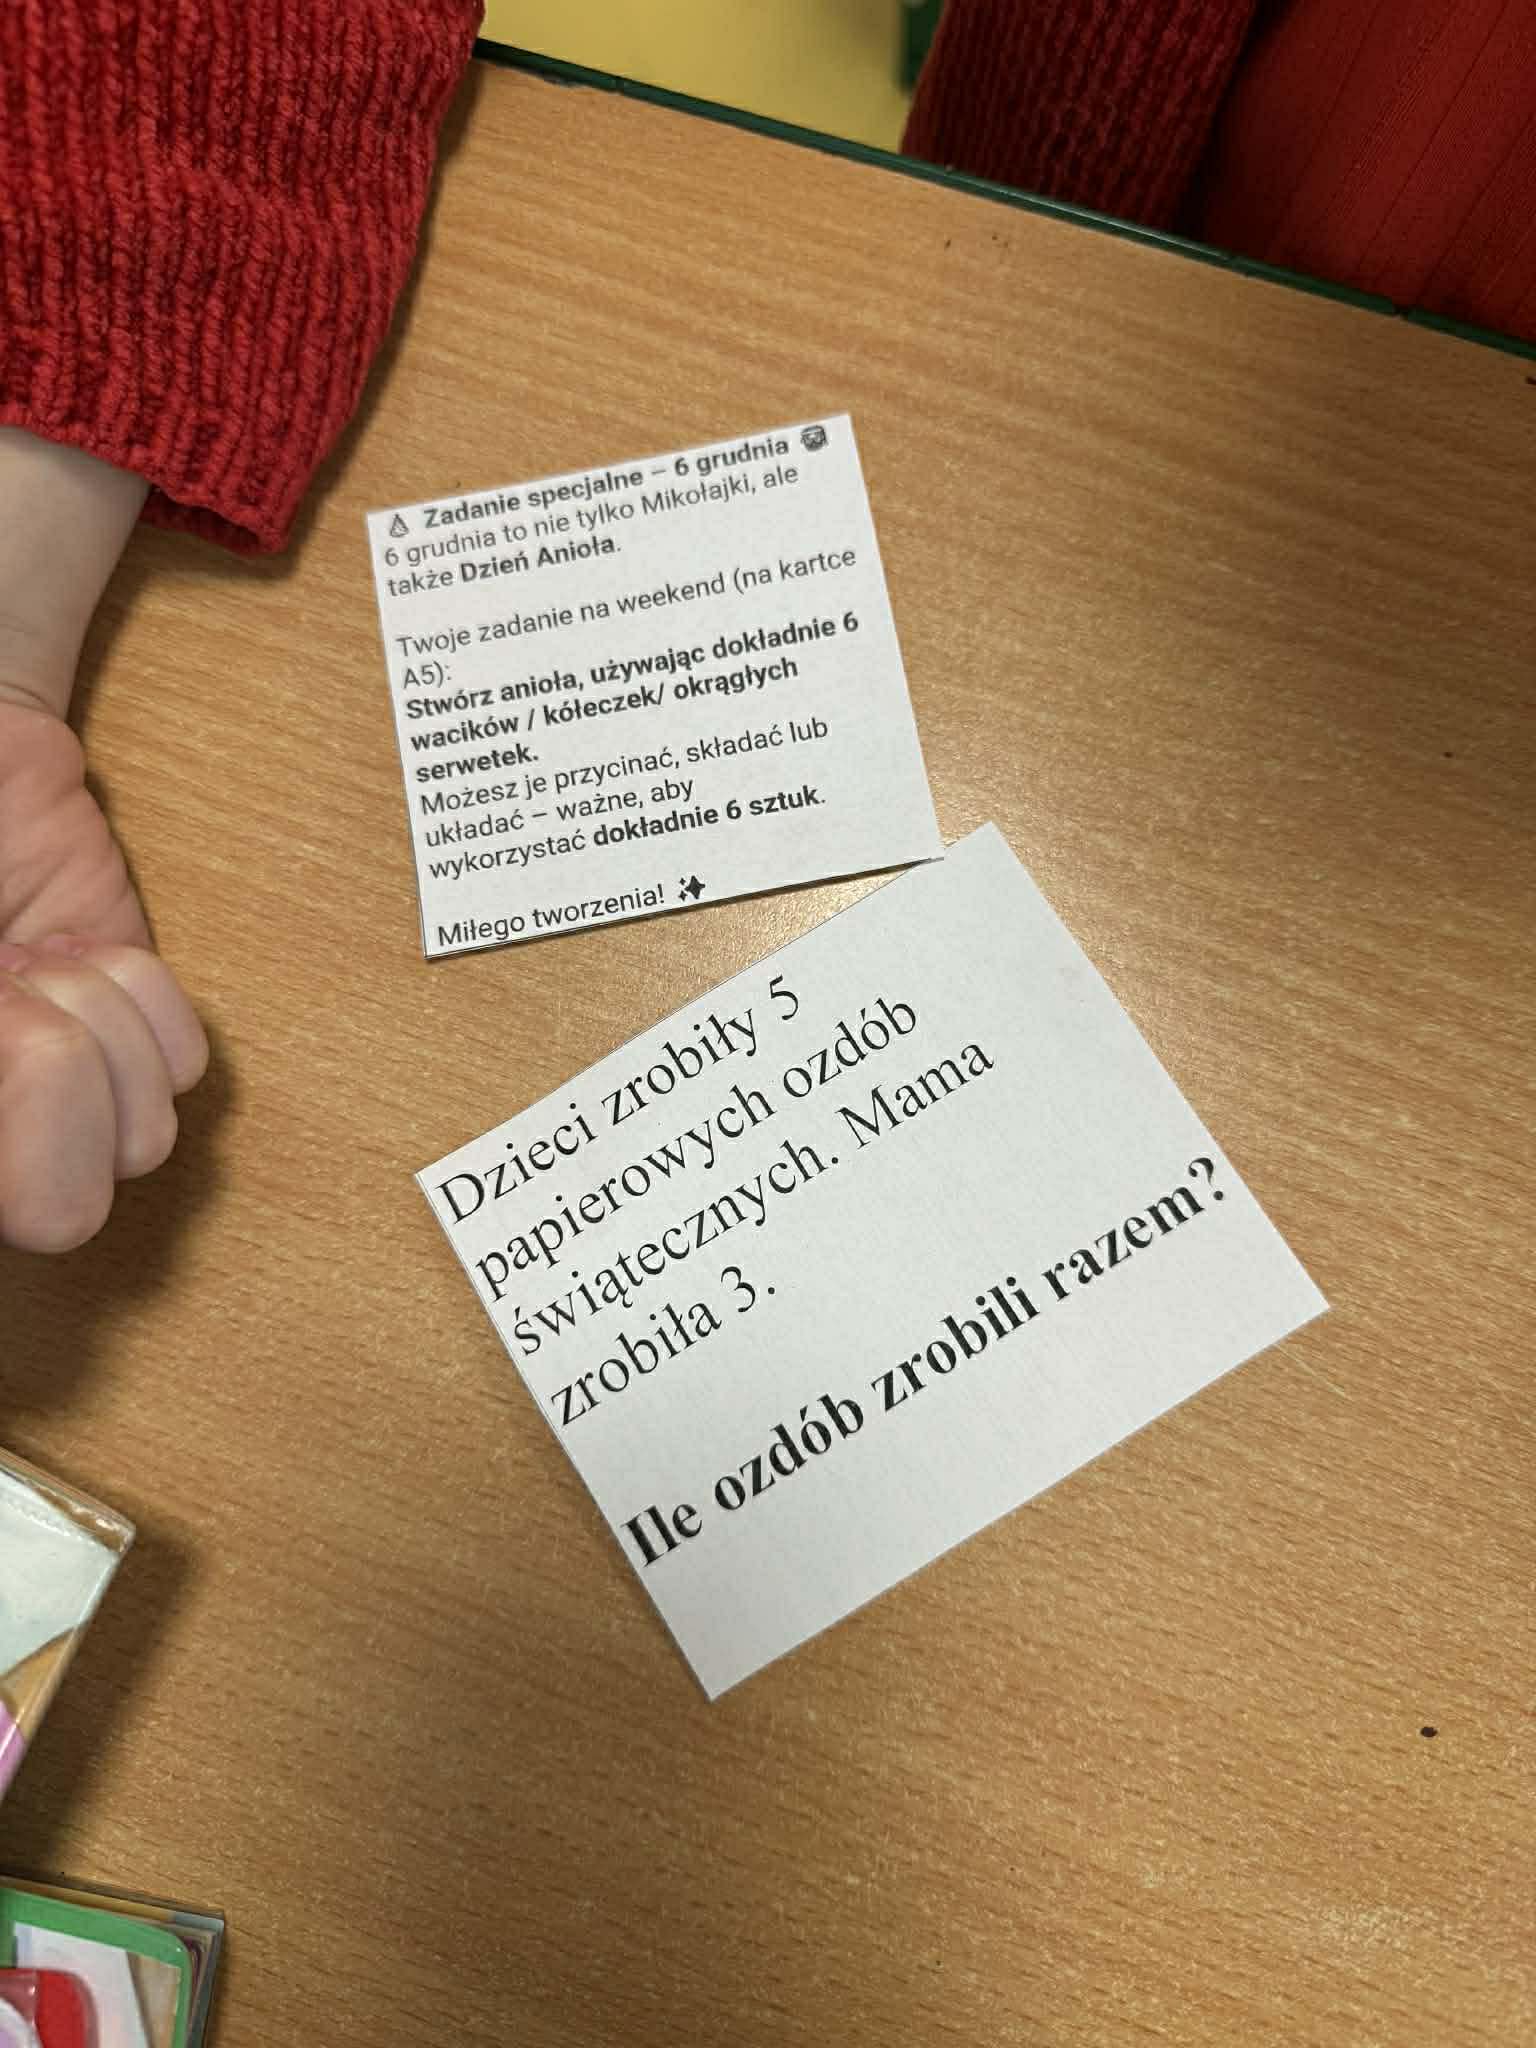 Zadanie specjalne – 6 grudnia
6 grudnia to nie tylko Mikołajki, ale
także Dzień Anioła.
Twoje zadanie na weekend (na kartce
A5):
Stwórz anioła, używając dokładnie 6
wacików / kółeczek/ okrągłych
serwetek.
Możesz je przycinać, składać lub
układać – ważne, aby
wykorzystać dokładnie 6 sztuk.
Miłego tworzenia!
Dzieci zrobiły 5
papierowych ozdób
świątecznych. Mama
zrobiła 3.
Ile ozdób zrobili razem?